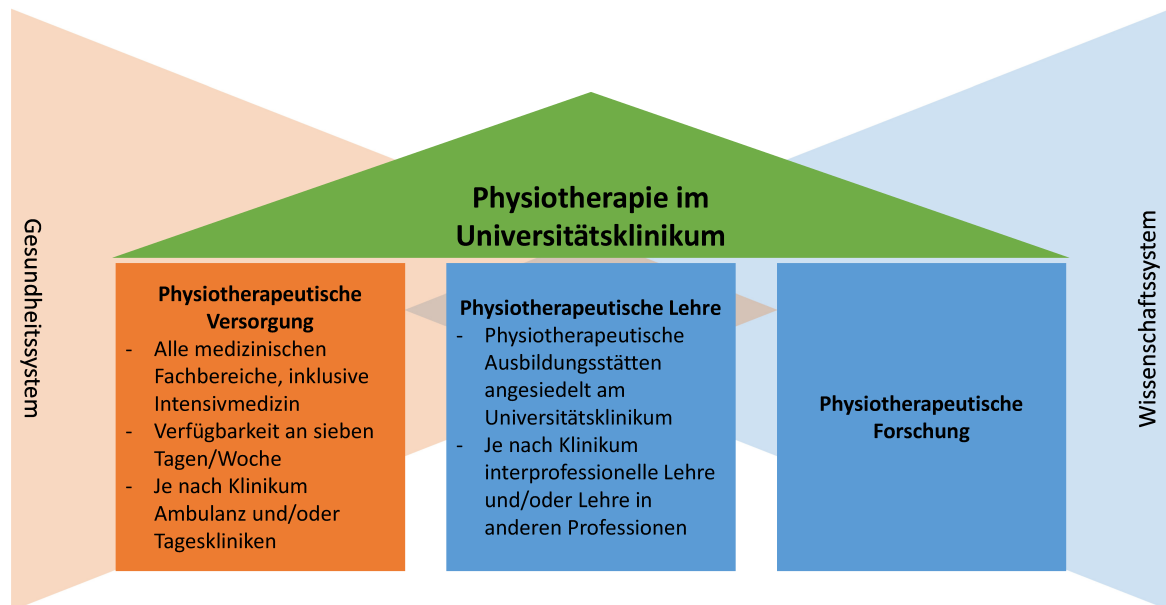 Physiotherapie im
Universitätsklinikum
Gesundheitssystem
Physiotherapeutische
Versorgung
- Alle medizinischen
Fachbereiche, inklusive
Intensivmedizin
- Verfügbarkeit an sieben
Tagen/Woche
- Je nach Klinikum
Ambulanz und/oder
Tageskliniken
Physiotherapeutische Lehre
- Physiotherapeutische
Ausbildungsstätten
angesiedelt am
Universitätsklinikum
- Je nach Klinikum
interprofessionelle Lehre
und/oder Lehre in
anderen Professionen
Physiotherapeutische
Forschung
Wissenschaftssystem